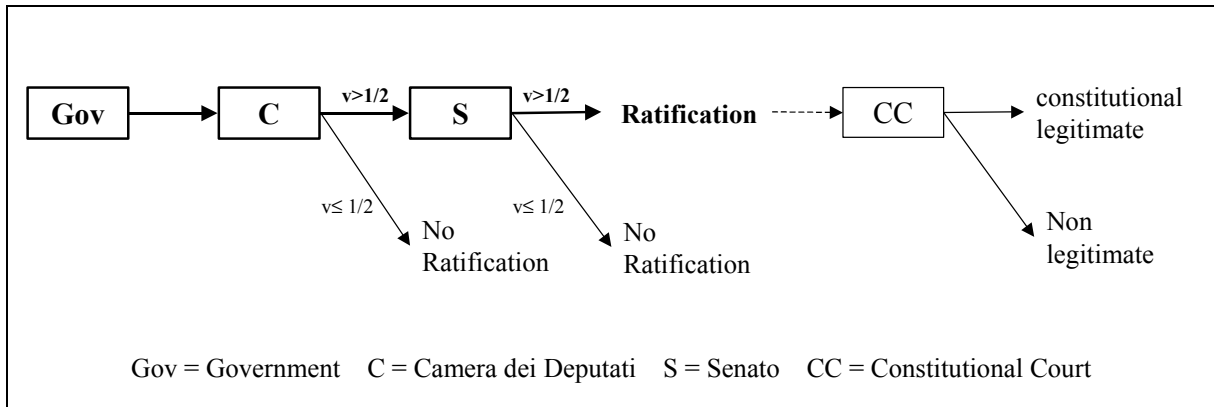 Gov
C
v>1/2
S
v>1/2
Ratification
CC
constitutional
legitimate
v≤ 1/2
No
Ratification
v≤ 1/2
No
Ratification
Non
legitimate
Gov = Government C = Camera dei Deputati S = Senato CC = Constitutional Court